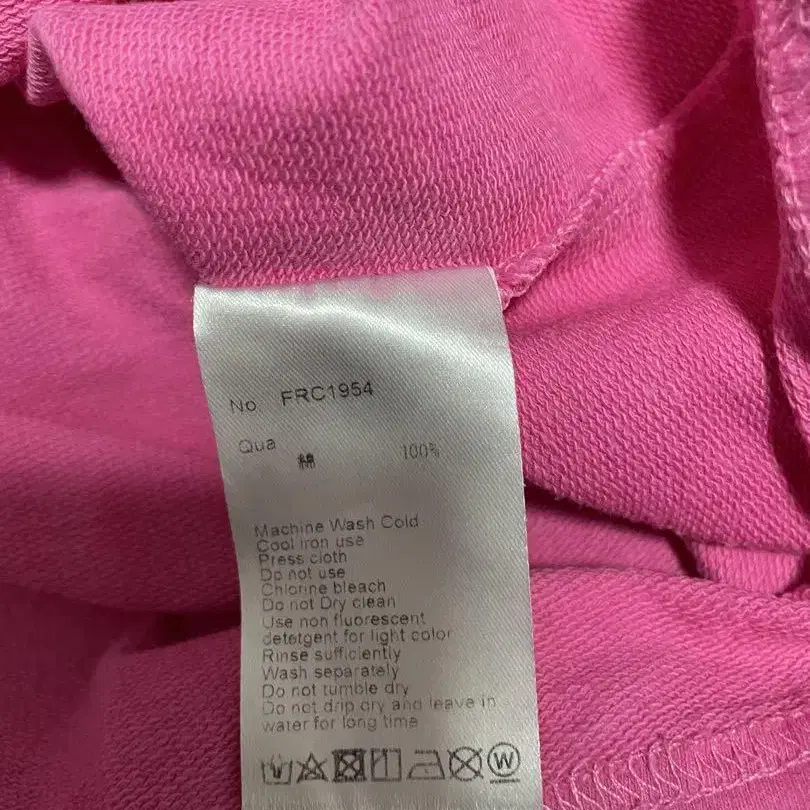 No FRC1954
Qua 綿 100%
Machine Wash Cold
Cool iron use
Press cloth
Do not use
Chlorine bleach
Do not Dry clean
Use non fluorescent
detetgent for light color
Rinse sufficiently
Wash separately
Do not tumble dry
Do not drip dry and leave in
water for long time
W